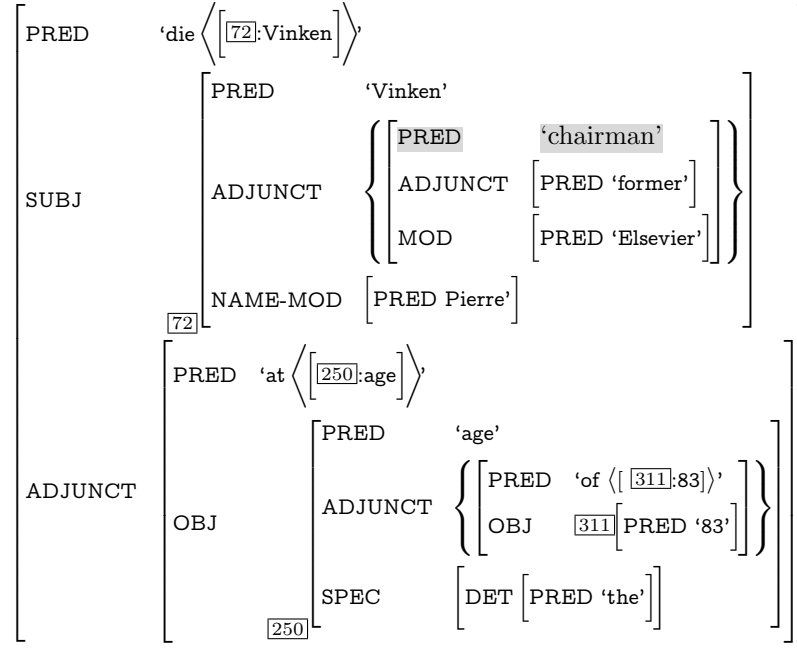 PRED ‘die ⟨[72:Vinken]⟩’
PRED ‘Vinken’
PRED ‘chairman’
ADJUNCT [PRED ‘former’]
SUBJ ADJUNCT
MOD [PRED ‘Elsevier’]
72 NAME-MOD [PRED Pierre’]
PRED ‘at ⟨[250:age]⟩’
PRED ‘age’
ADJUNCT PRED ‘of ⟨[ 311:83]⟩’
ADJUNCT
OBJ OBJ 311[PRED ‘83’]
250 SPEC [DET [PRED ‘the’]]